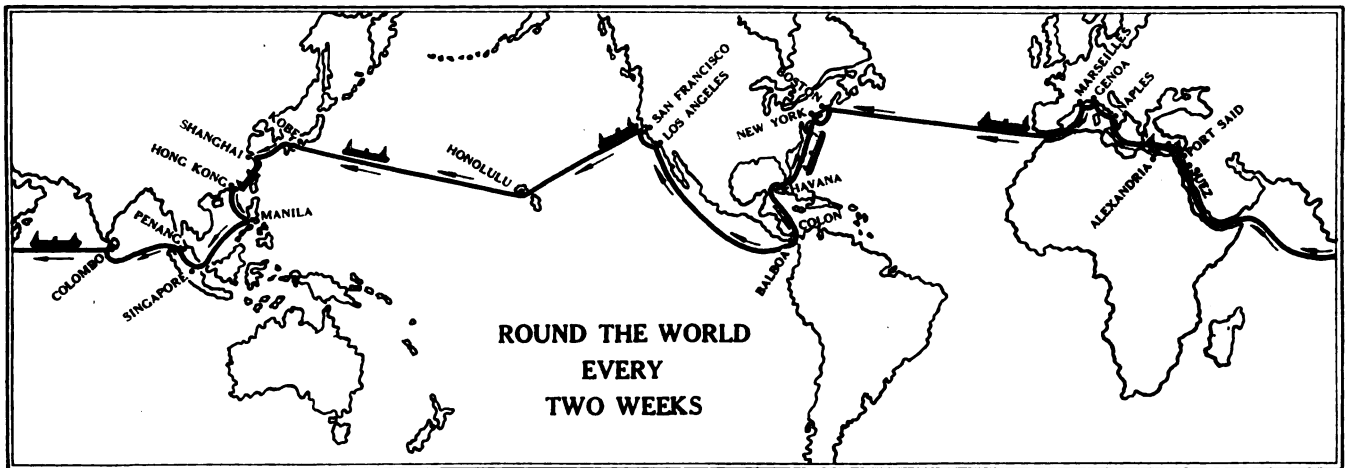 SHANGHAI
KOBE
HONG KONG
MANILA
PENANG
COLOMBO
SINGAPORE
HONOLULU
SAN FRANCISCO
LOS ANGELES
BOSTON
NEW YORK
HAVANA
COLON
BALBOA
MARSEILLES
GENOA
NAPLES
PORT SAID
SUEZ
ALEXANDRIA
ROUND THE WORLD
EVERY
TWO WEEKS